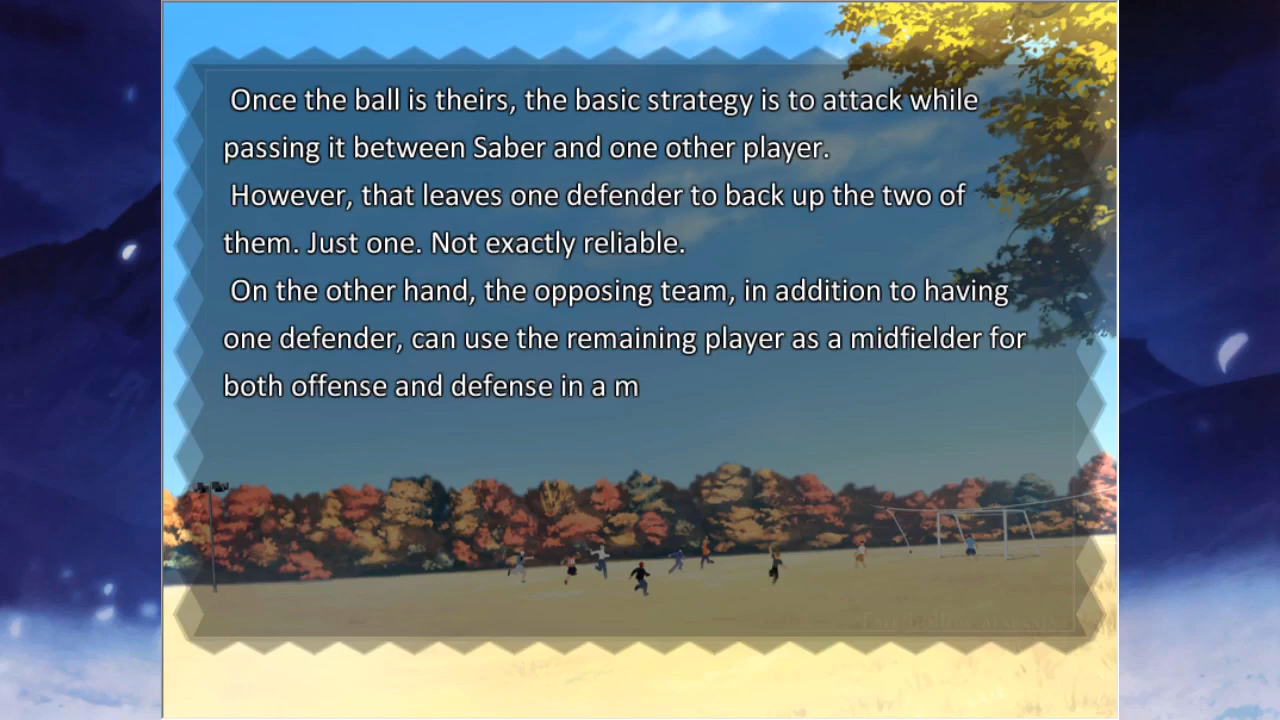 Once the ball is theirs, the basic strategy is to attack while
passing it between Saber and one other player.
However, that leaves one defender to back up the two of
them. Just one. Not exactly reliable.
On the other hand, the opposing team, in addition to having
one defender, can use the remaining player as a midfielder for
both offense and defense in a m